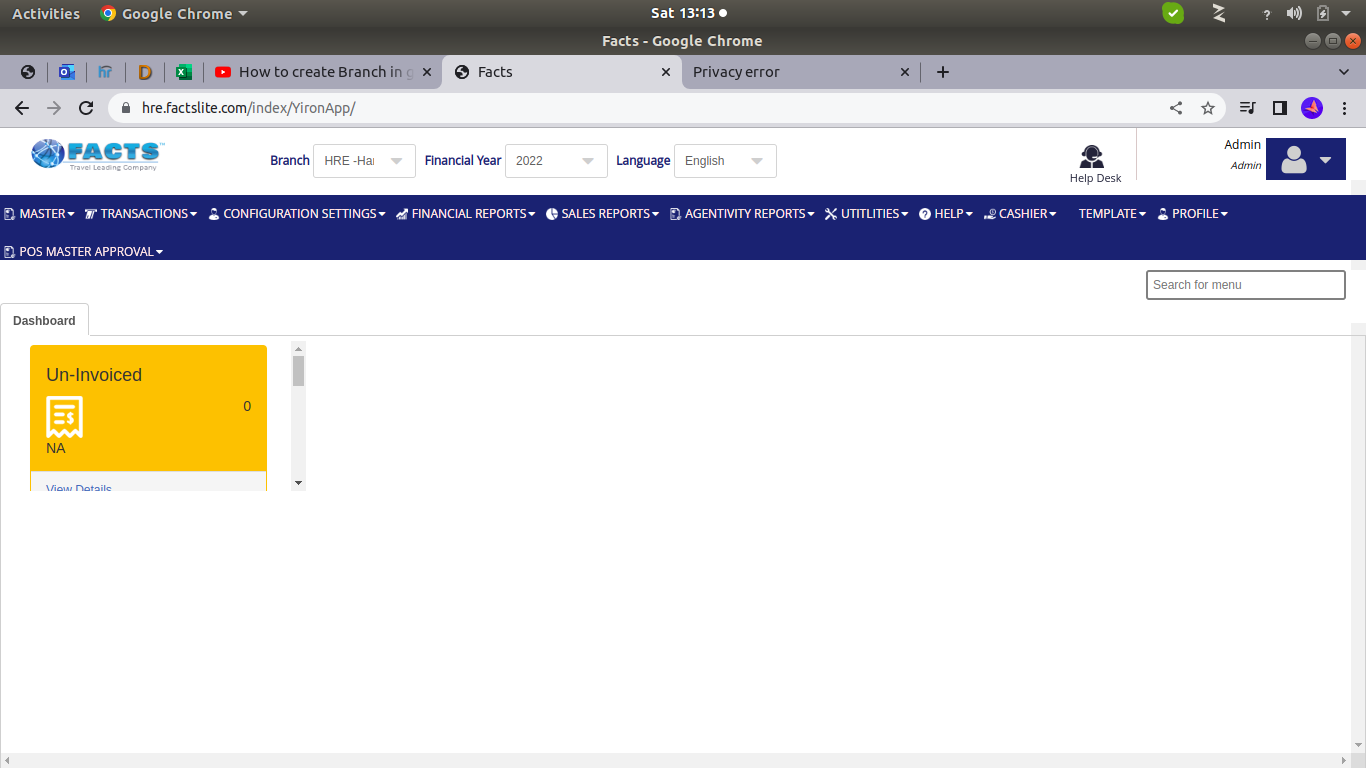 Activities Google Chrome Sat 13:13 ?
Facts - Google Chrome
hr D How to create Branch in g Facts Privacy error
hre.factslite.com/index/YironApp/
FACTS
Travel Leading Company
Branch HRE -Har Financial Year 2022 Language English
Help Desk
Admin
Admin
MASTER TRANSACTIONS CONFIGURATION SETTINGS FINANCIAL REPORTS SALES REPORTS AGENTIVITY REPORTS UTITLITIES HELP CASHIER TEMPLATE PROFILE
POS MASTER APPROVAL
Search for menu
Dashboard
Un-Invoiced
0
NA
View Details